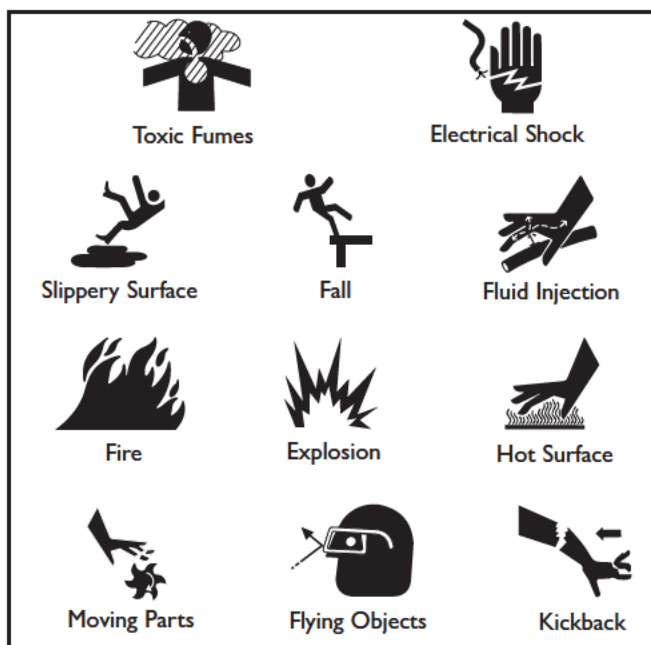 Toxic Fumes
Electrical Shock
Slippery Surface
Fall
Fluid Injection
Fire
Explosion
Hot Surface
Moving Parts
Flying Objects
Kickback